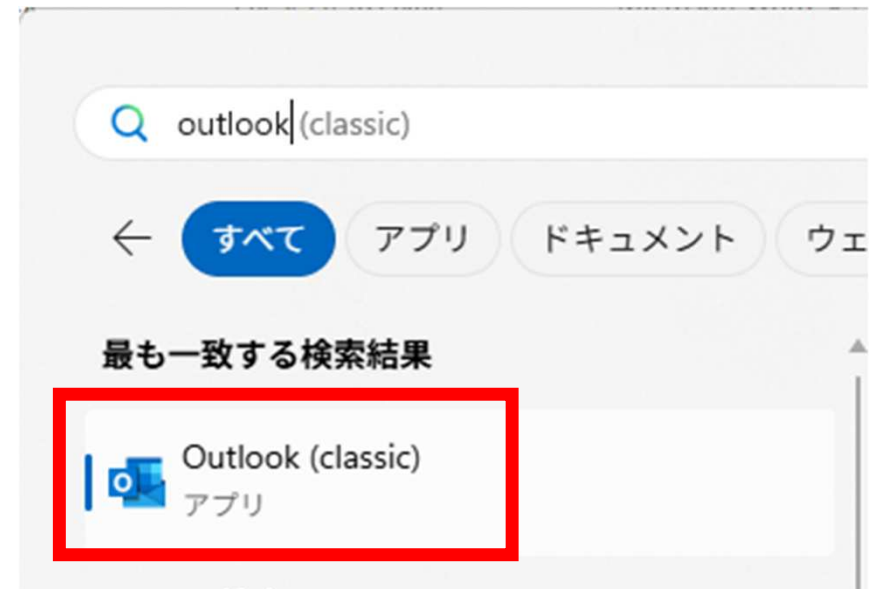 outlook (classic)
すべて アプリ ドキュメント ウェ
最も一致する検索結果
Outlook (classic)
アプリ